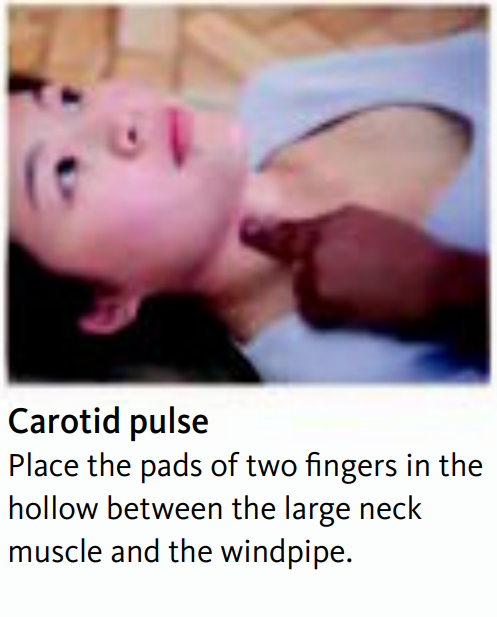 Carotid pulse
Place the pads of two fingers in the
hollow between the large neck
muscle and the windpipe.